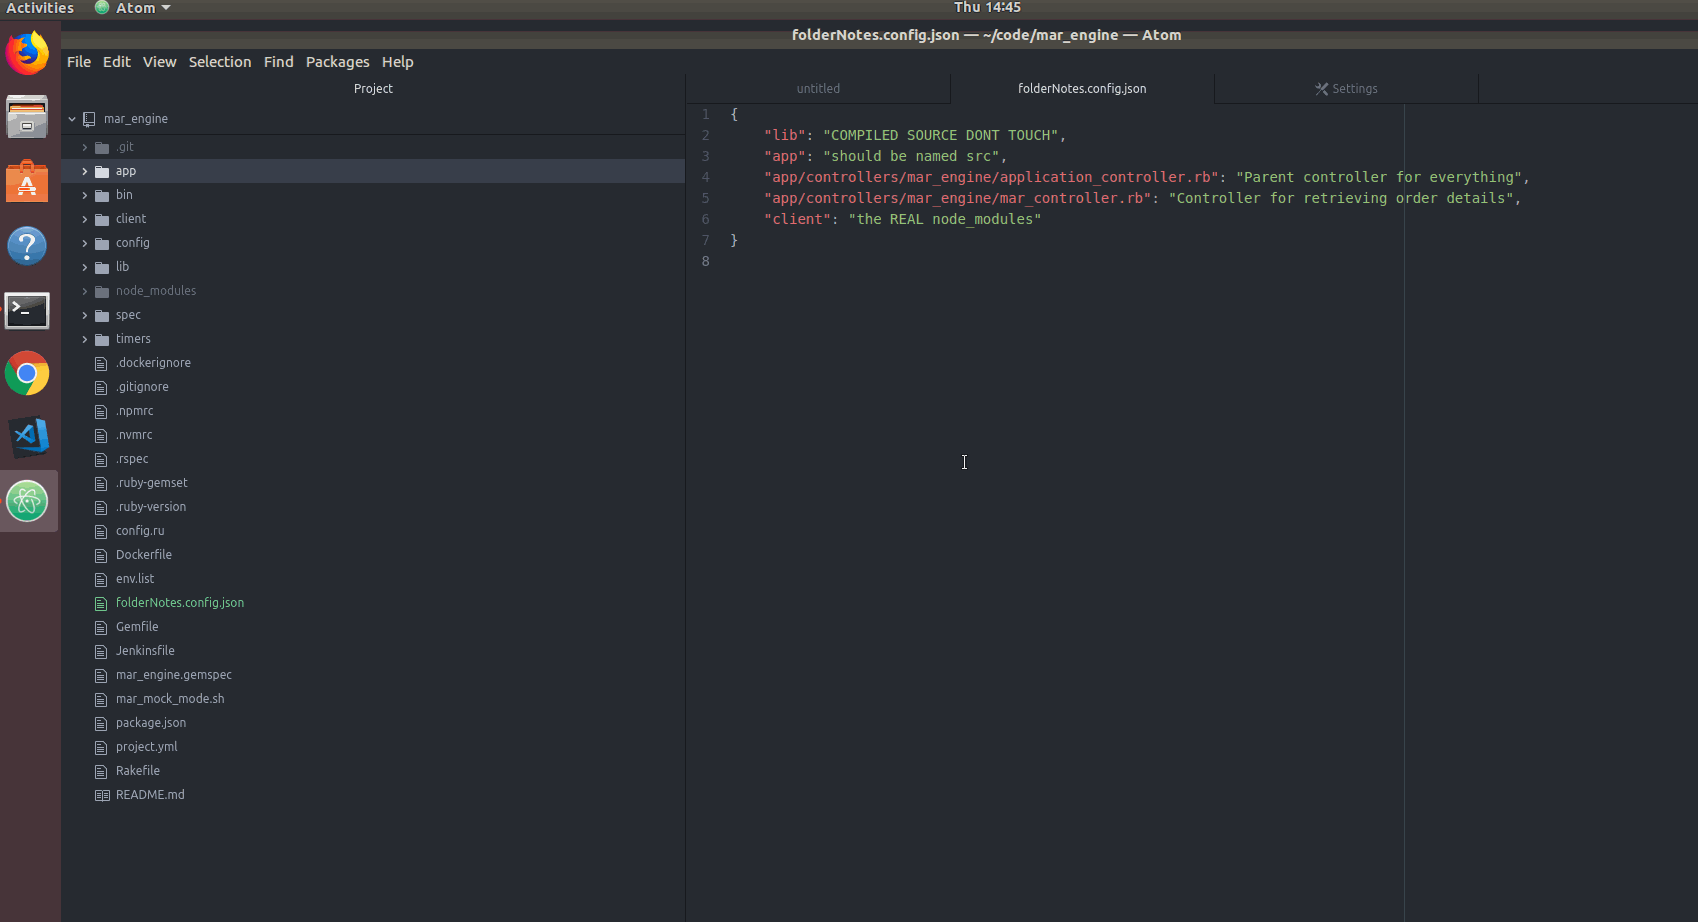 Activities Atom Thu 14:45
folderNotes.config.json — ~/code/mar_engine — Atom
File Edit View Selection Find Packages Help
Project
mar_engine
.git
app
bin
client
config
lib
node_modules
spec
timers
.dockerignore
.gitignore
.npmrc
.nvmrc
.rspec
.ruby-gemset
.ruby-version
config.ru
Dockerfile
env.list
folderNotes.config.json
Gemfile
Jenkinsfile
mar_engine.gemspec
mar_mock_mode.sh
package.json
project.yml
Rakefile
README.md
untitled folderNotes.config.json Settings
1 {
2 "lib": "COMPILED SOURCE DONT TOUCH",
3 "app": "should be named src",
4 "app/controllers/mar_engine/application_controller.rb": "Parent controller for everything",
5 "app/controllers/mar_engine/mar_controller.rb": "Controller for retrieving order details",
6 "client": "the REAL node_modules"
7 }
8